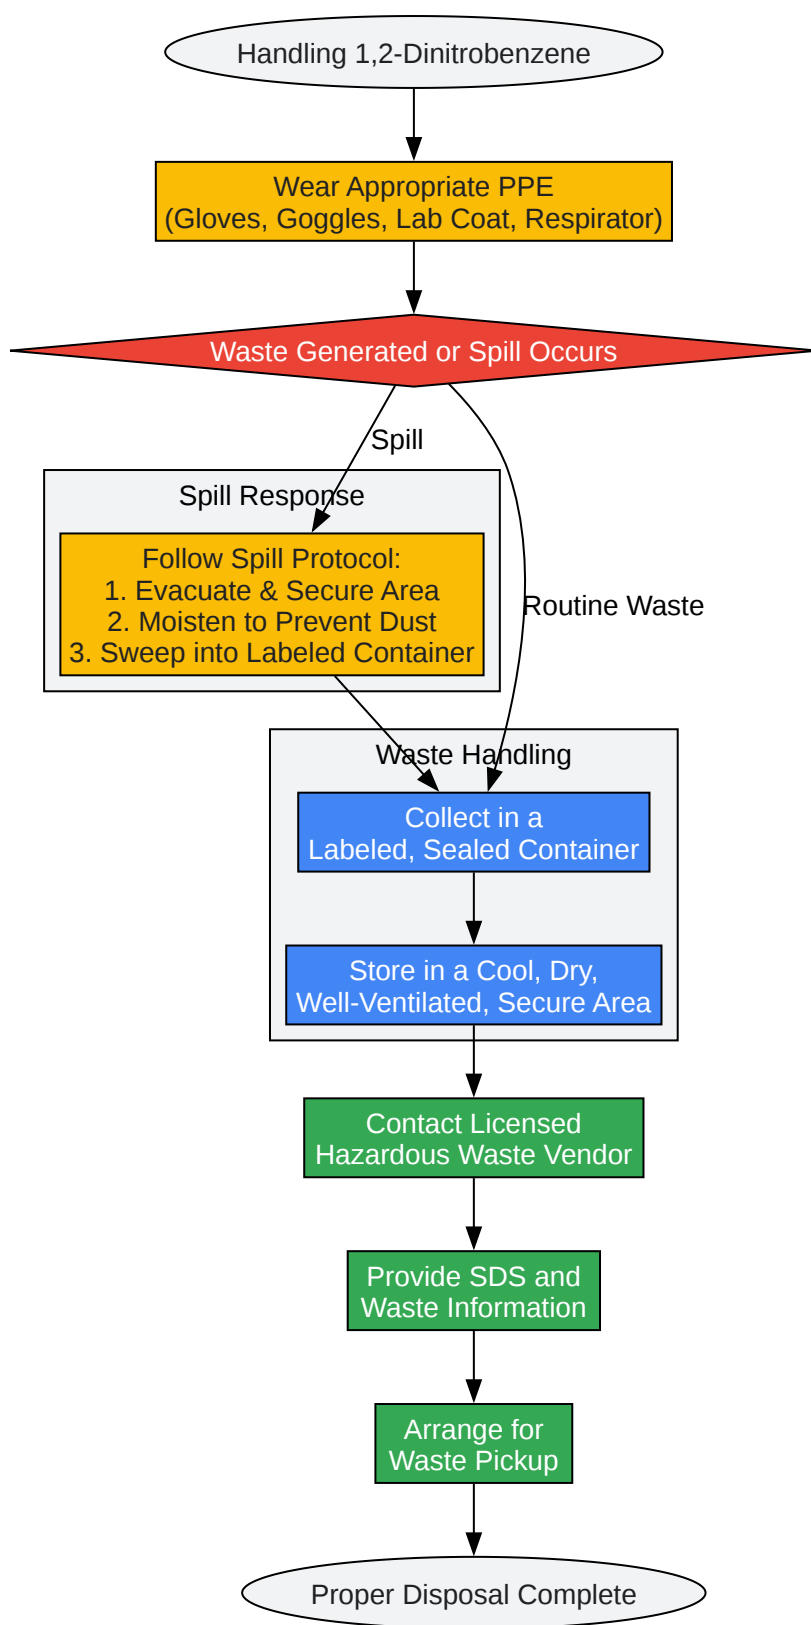 Handling 1,2-Dinitrobenzene
Wear Appropriate PPE
(Gloves, Goggles, Lab Coat, Respirator)
Waste Generated or Spill Occurs
Spill
Spill Response
Follow Spill Protocol:
1. Evacuate & Secure Area
2. Moisten to Prevent Dust
3. Sweep into Labeled Container
Routine Waste
Waste Handling
Collect in a
Labeled, Sealed Container
Store in a Cool, Dry,
Well-Ventilated, Secure Area
Contact Licensed
Hazardous Waste Vendor
Provide SDS and
Waste Information
Arrange for
Waste Pickup
Proper Disposal Complete